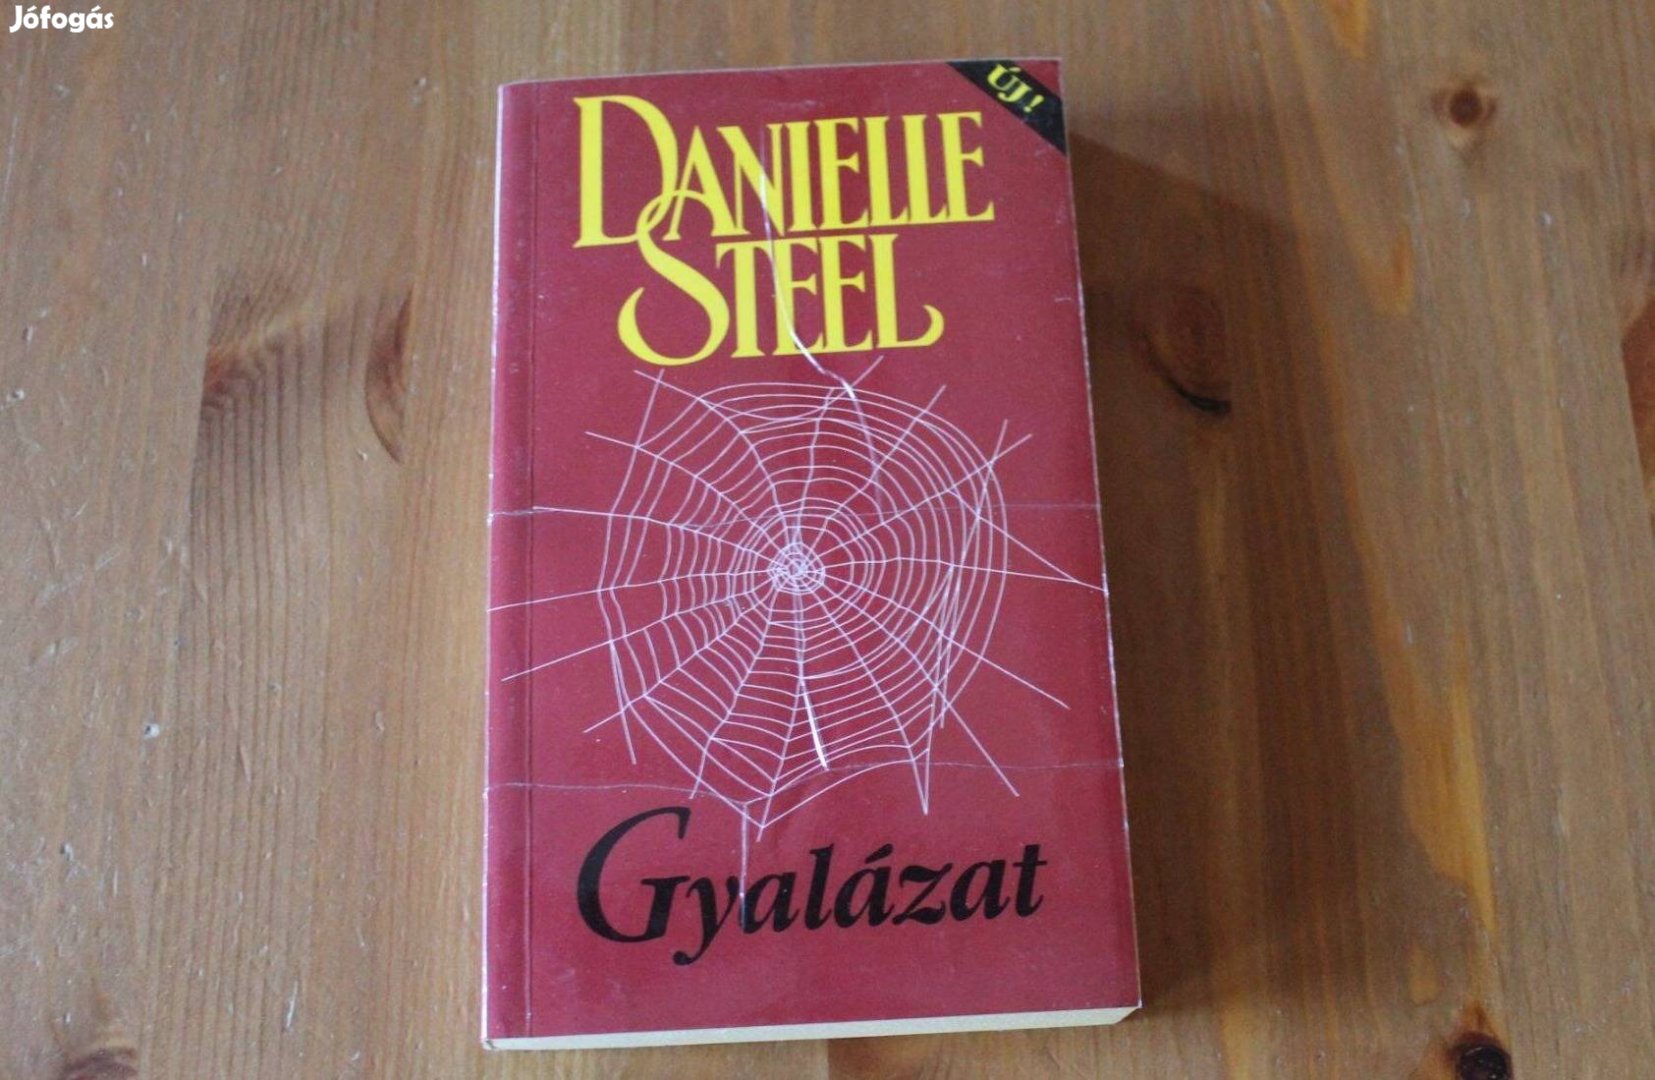 Jófogás
ÚJ!
DANIELLE
STEEL
Gyalázat